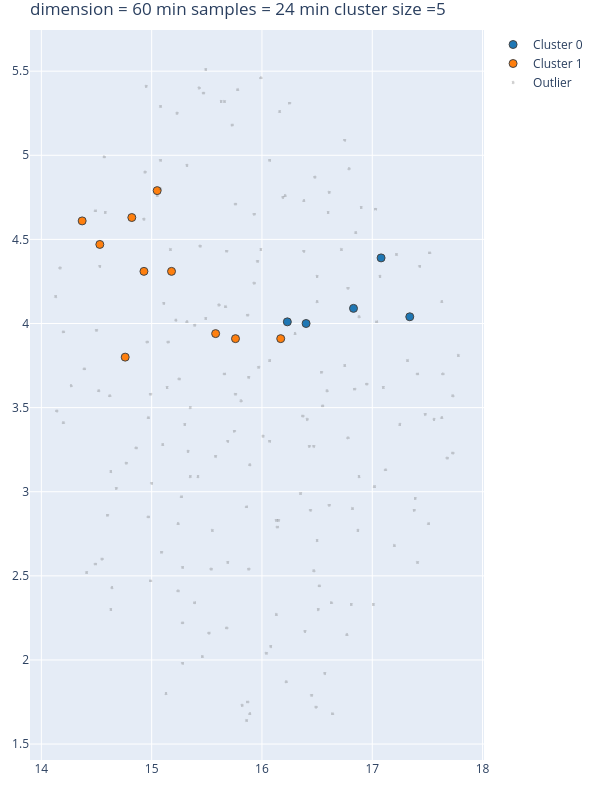 dimension = 60 min samples = 24 min cluster size =5
Cluster 0
Cluster 1
Outlier
5.5
5
4.5
4
3.5
3
2.5
2
1.5
14 15 16 17 18